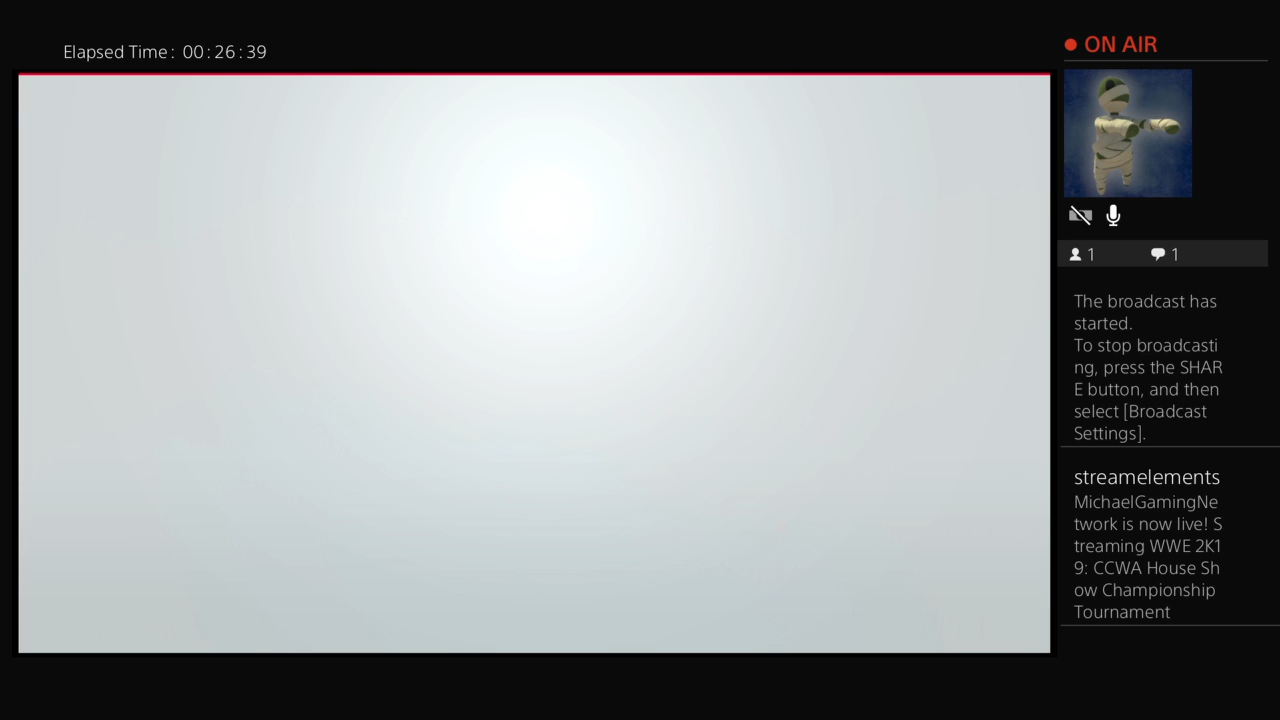 Elapsed Time: 00:26:39
ON AIR
1 1
The broadcast has
started.
To stop broadcasti
ng, press the SHAR
E button, and then
select [Broadcast
Settings].
streamelements
MichaelGamingNe
twork is now live! S
treaming WWE 2K1
9: CCWA House Sh
ow Championship
Tournament